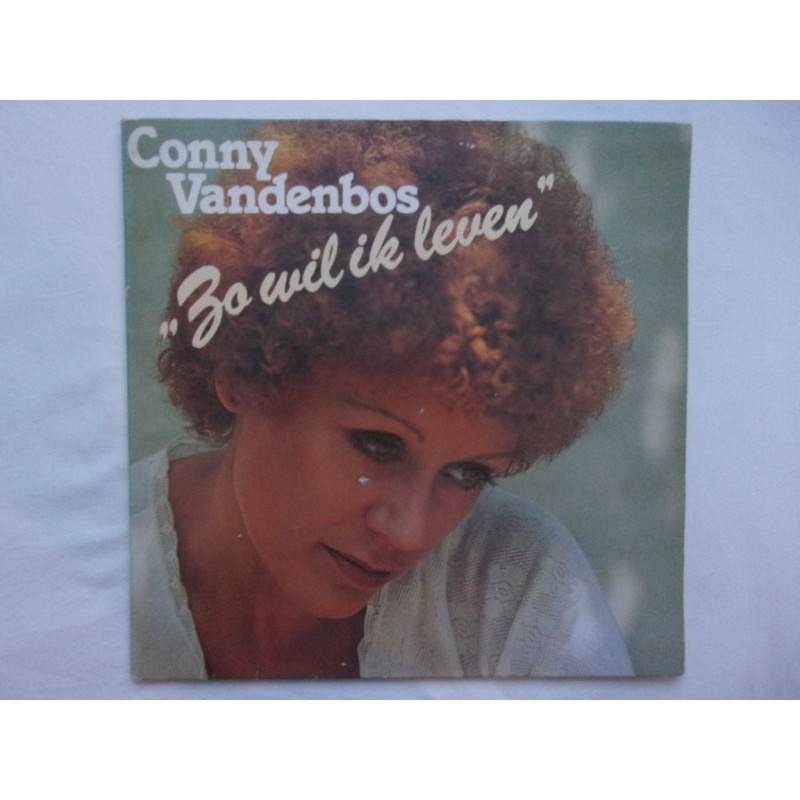 Conny
Vandenbos
„Zo wil ik leven”